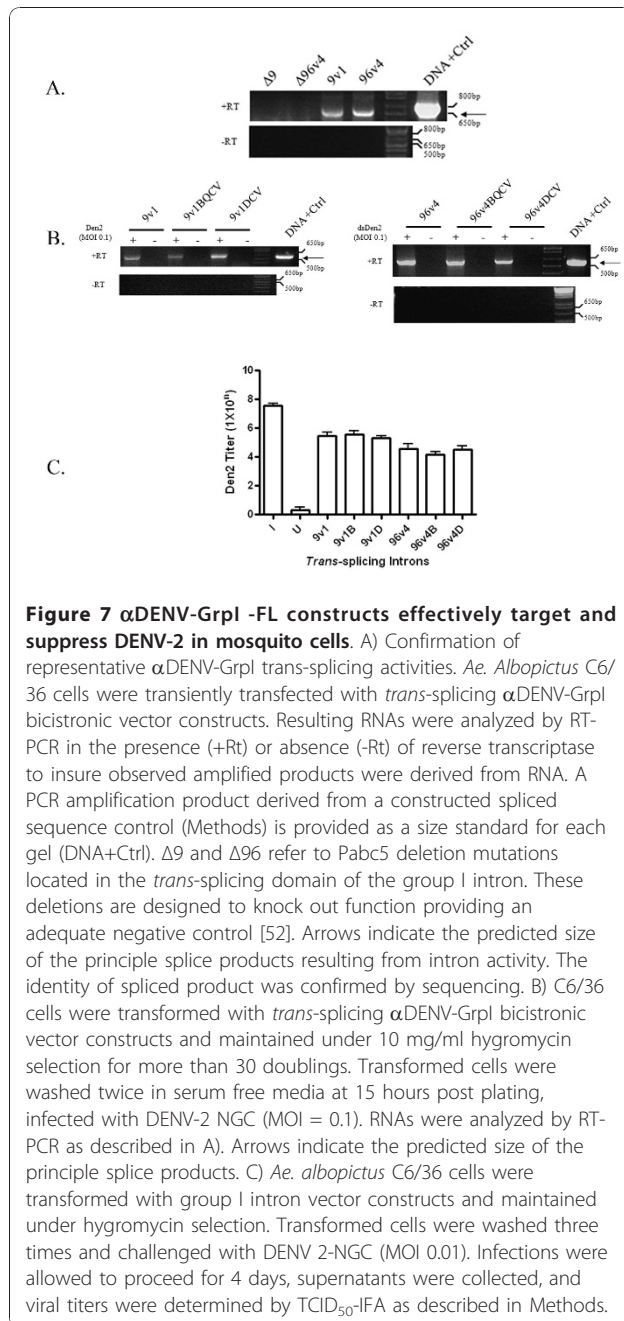 A.
Δ9
Δ96v4
9v1
96v4
DNA+Ctrl
+RT
800bp
650bp
-RT
800bp
650bp
500bp
B.
Den2
(MOI 0.1)
9v1
9v1BQCV
9v1DCV
DNA+Ctrl
+ - + - + -
+RT
650bp
500bp
-RT
650bp
500bp
dsDen2
(MOI 0.1)
96v4
96v4BQCV
96v4DCV
DNA+Ctrl
+ - + - + -
+RT
650bp
500bp
-RT
650bp
500bp
C.
Den2 Titer (1X10⁸)
8
6
4
2
0
I
U
9v1
9v1B
9v1D
96v4
96v4B
96v4D
Trans-splicing Introns
Figure 7 αDENV-GrpI -FL constructs effectively target and
suppress DENV-2 in mosquito cells. A) Confirmation of
representative αDENV-GrpI trans-splicing activities. Ae. Albopictus C6/
36 cells were transiently transfected with trans-splicing αDENV-GrpI
bicistronic vector constructs. Resulting RNAs were analyzed by RT-
PCR in the presence (+Rt) or absence (-Rt) of reverse transcriptase
to insure observed amplified products were derived from RNA. A
PCR amplification product derived from a constructed spliced
sequence control (Methods) is provided as a size standard for each
gel (DNA+Ctrl). Δ9 and Δ96 refer to Pabc5 deletion mutations
located in the trans-splicing domain of the group I intron. These
deletions are designed to knock out function providing an
adequate negative control [52]. Arrows indicate the predicted size
of the principle splice products resulting from intron activity. The
identity of spliced product was confirmed by sequencing. B) C6/36
cells were transformed with trans-splicing αDENV-GrpI bicistronic
vector constructs and maintained under 10 mg/ml hygromycin
selection for more than 30 doublings. Transformed cells were
washed twice in serum free media at 15 hours post plating,
infected with DENV-2 NGC (MOI = 0.1). RNAs were analyzed by RT-
PCR as described in A). Arrows indicate the predicted size of the
principle splice products. C) Ae. albopictus C6/36 cells were
transformed with group I intron vector constructs and maintained
under hygromycin selection. Transformed cells were washed three
times and challenged with DENV 2-NGC (MOI 0.01). Infections were
allowed to proceed for 4 days, supernatants were collected, and
viral titers were determined by TCID₅₀-IFA as described in Methods.